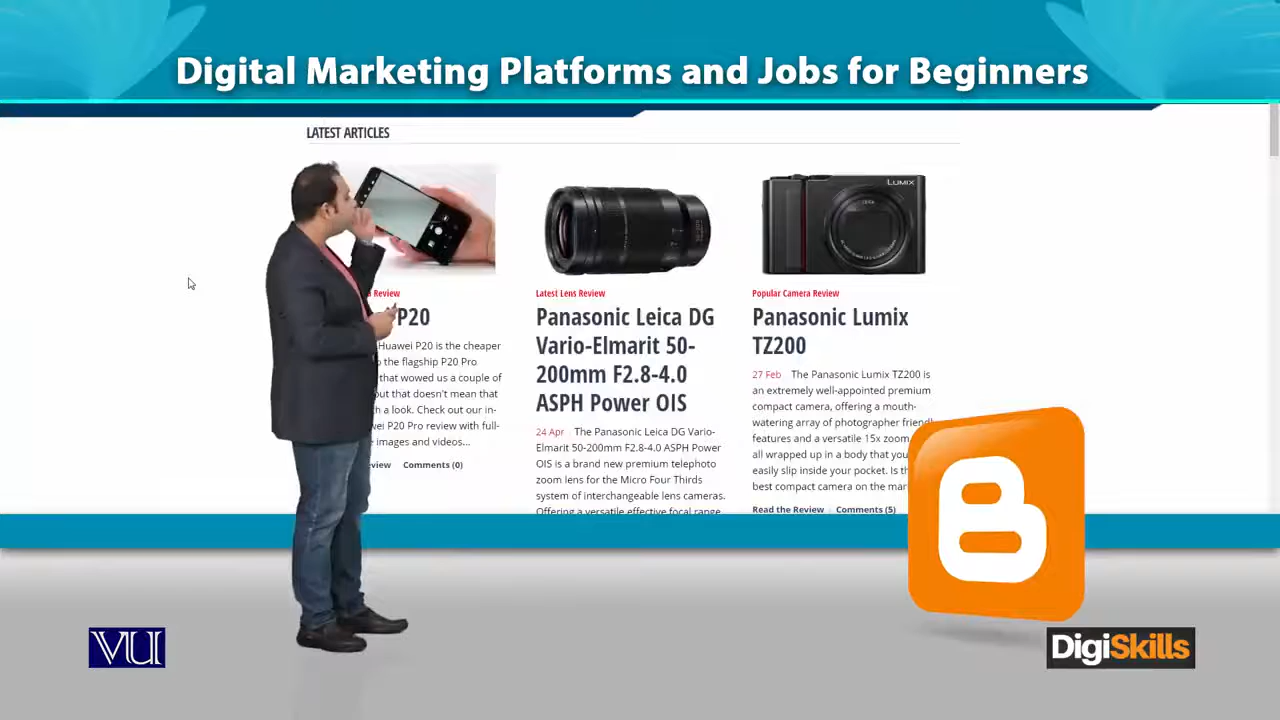 Digital Marketing Platforms and Jobs for Beginners
LATEST ARTICLES
LUMIX
Review
P20
Huawei P20 is the cheaper
the flagship P20 Pro
that wowed us a couple of
but that doesn't mean that
a look. Check out our in-
P20 Pro review with full-
images and videos...
Comments (0)
Latest Lens Review
Panasonic Leica DG
Vario-Elmarit 50-
200mm F2.8-4.0
ASPH Power OIS
24 Apr The Panasonic Leica DG Vario-
Elmarit 50-200mm F2.8-4.0 ASPH Power
OIS is a brand new premium telephoto
zoom lens for the Micro Four Thirds
system of interchangeable lens cameras.
Offering a versatile effective focal range
Popular Camera Review
Panasonic Lumix
TZ200
27 Feb The Panasonic Lumix TZ200 is
an extremely well-appointed premium
compact camera, offering a mouth-
watering array of photographer
features and a versatile 15x zoom
all wrapped up in a body that you
easily slip inside your pocket. Is
best compact camera on the
Read the Review Comments (5)
B
VU
DigiSkills